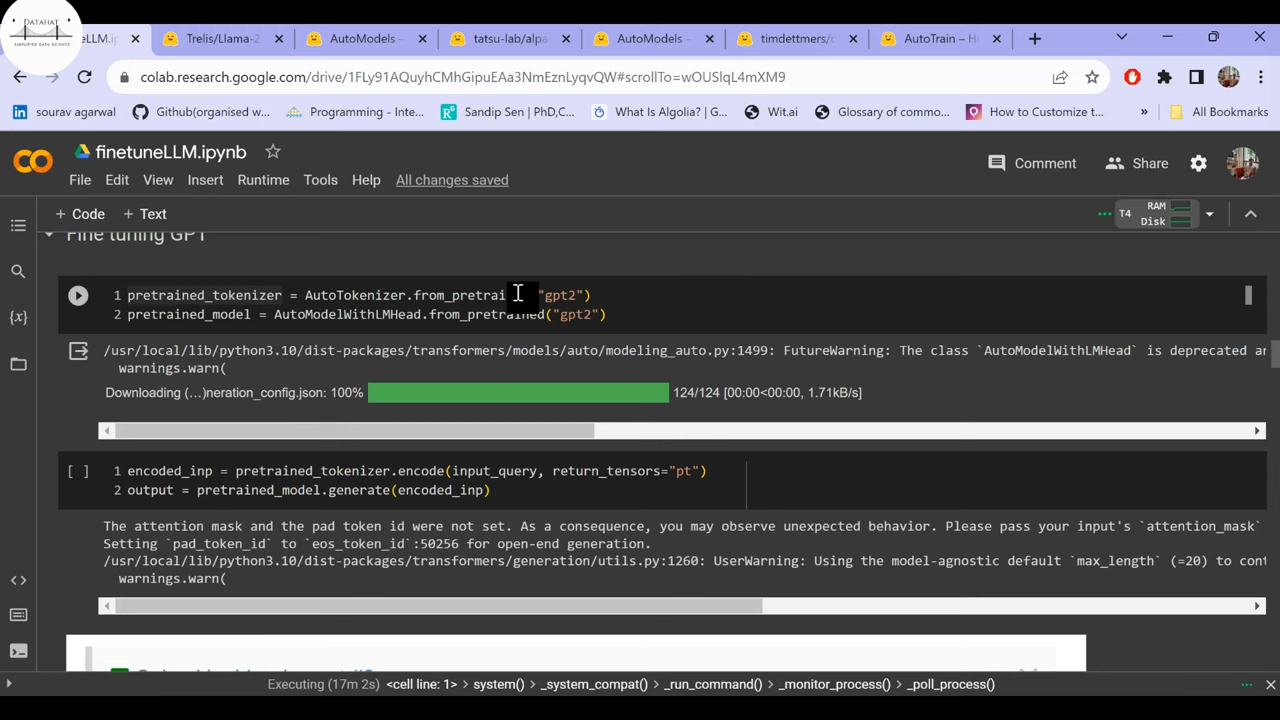 DATAHAT
SIMPLIFIED DATA SCIENCE
eLLM.ip
Trelis/Llama-2
AutoModels –
tatsu-lab/alpa
AutoModels —
timdettmers/
AutoTrain – H
colab.research.google.com/drive/1FLy91AQuyhCMhGipuEAa3NmEznLyqvQW#scrollTo=wOUSlqL4mXM9
sourav agarwal
Github(organised w...
Programming - Inte...
Sandip Sen | PhD,C...
What Is Algolia? | G...
Wit.ai
Glossary of commo...
How to Customize t...
»
All Bookmarks
finetuneLLM.ipynb
Comment
Share
File Edit View Insert Runtime Tools Help All changes saved
+ Code + Text
T4 RAM
Disk
Fine tuning GPT
1 pretrained_tokenizer = AutoTokenizer.from_pretrai "gpt2")
2 pretrained_model = AutoModelWithLMHead.from_pretrained("gpt2")
/usr/local/lib/python3.10/dist-packages/transformers/models/auto/modeling_auto.py:1499: FutureWarning: The class `AutoModelWithLMHead` is deprecated an
warnings.warn(
Downloading (…)neration_config.json: 100% 124/124 [00:00<00:00, 1.71kB/s]
[ ] 1 encoded_inp = pretrained_tokenizer.encode(input_query, return_tensors="pt")
2 output = pretrained_model.generate(encoded_inp)
The attention mask and the pad token id were not set. As a consequence, you may observe unexpected behavior. Please pass your input's `attention_mask`
Setting `pad_token_id` to `eos_token_id`:50256 for open-end generation.
/usr/local/lib/python3.10/dist-packages/transformers/generation/utils.py:1260: UserWarning: Using the model-agnostic default `max_length` (=20) to cont
warnings.warn(
Executing (17m 2s) <cell line: 1> > system() > _system_compat() > _run_command() > _monitor_process() > _poll_process()